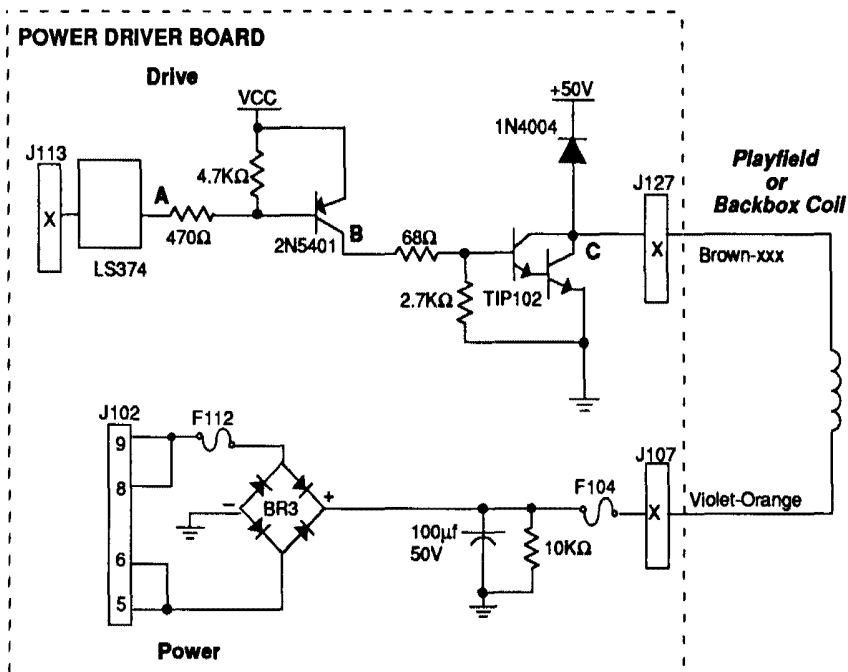 POWER DRIVER BOARD
Drive
VCC
+50V
1N4004
J113
4.7KΩ
A
X
470Ω
LS374
2N5401
B
68Ω
2.7KΩ
TIP102
C
J127
X
Playfield
or
Backbox Coil
Brown-xxx
J102
9
8
6
5
F112
BR3
-
+
100µf
50V
10KΩ
F104
J107
X
Violet-Orange
Power